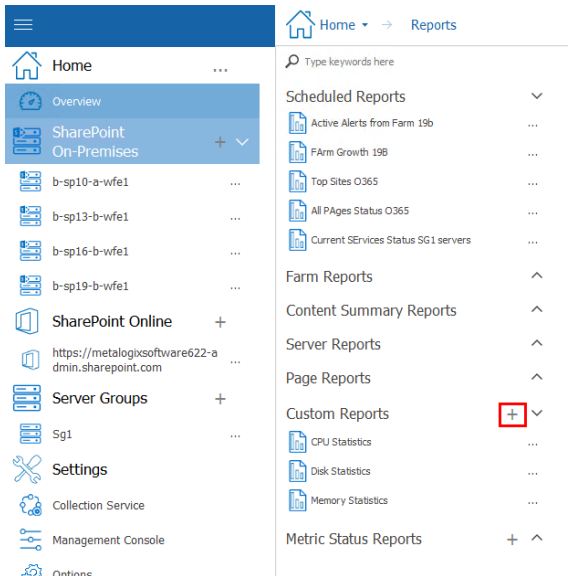 Home
...
Overview
SharePoint
On-Premises
+
b-sp10-a-wfe1
...
b-sp13-b-wfe1
...
b-sp16-b-wfe1
...
b-sp19-b-wfe1
...
SharePoint Online
+
https://metalogixsoftware622-a
dmin.sharepoint.com
...
Server Groups
+
Sg1
...
Settings
Collection Service
Management Console
Options
Home → Reports
Type keywords here
Scheduled Reports
Active Alerts from Farm 19b
...
FArm Growth 19B
...
Top Sites O365
...
All PAges Status O365
...
Current SErvices Status SG1 servers
...
Farm Reports
Content Summary Reports
Server Reports
Page Reports
Custom Reports
+
CPU Statistics
...
Disk Statistics
...
Memory Statistics
...
Metric Status Reports
+